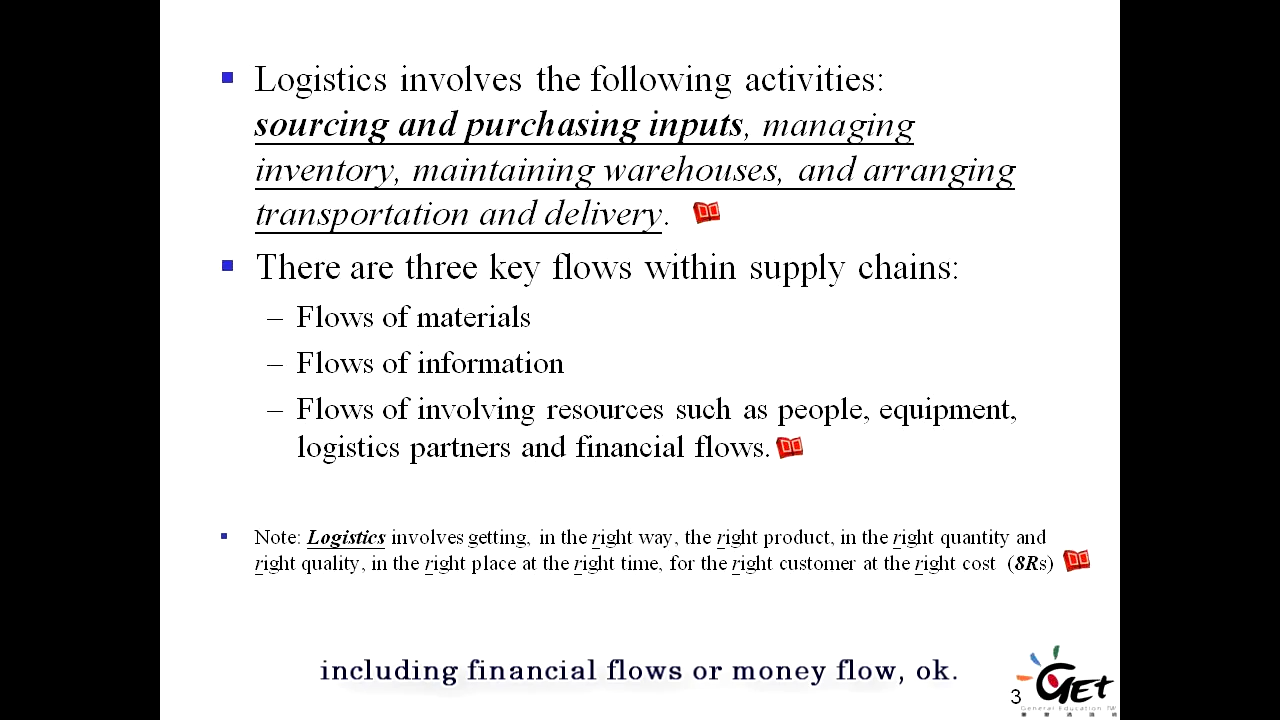 Logistics involves the following activities:
sourcing and purchasing inputs, managing
inventory, maintaining warehouses, and arranging
transportation and delivery.
There are three key flows within supply chains:
– Flows of materials
– Flows of information
– Flows of involving resources such as people, equipment,
logistics partners and financial flows.
Note: Logistics involves getting, in the right way, the right product, in the right quantity and
right quality, in the right place at the right time, for the right customer at the right cost (8Rs)
including financial flows or money flow, ok.
3
GET
General Education TW